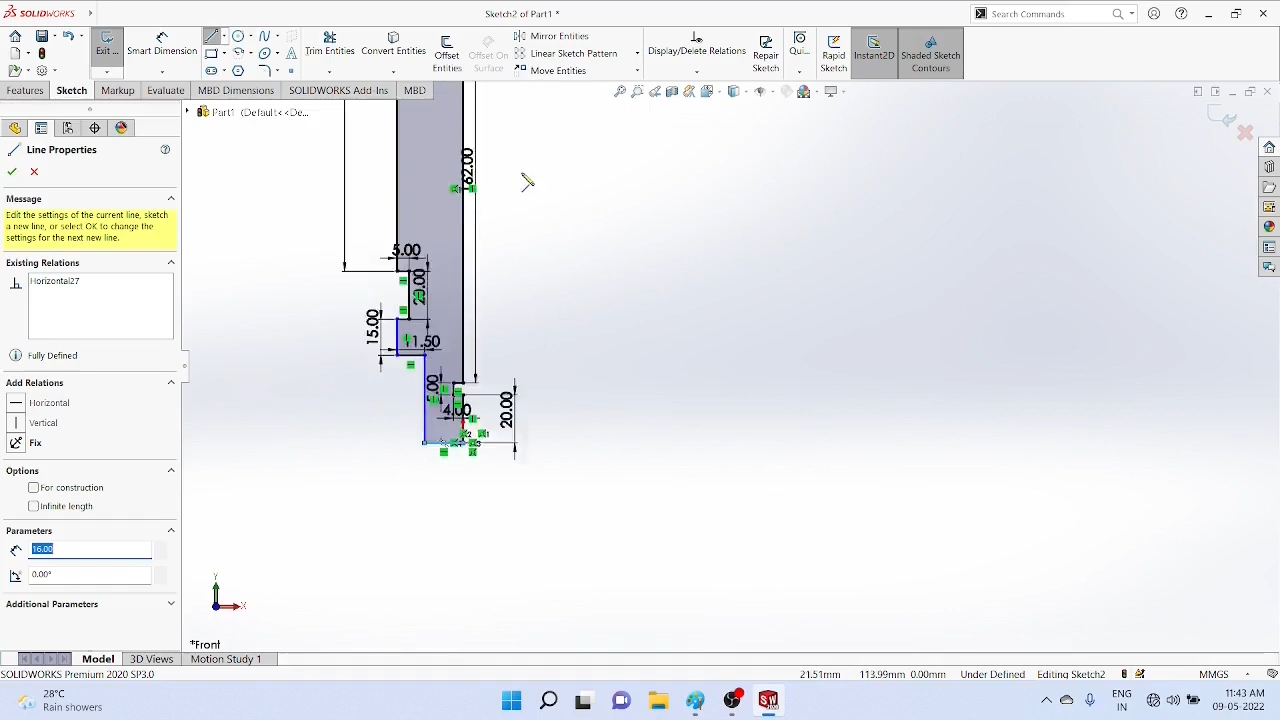 SOLIDWORKS
Sketch2 of Part1 *
Search Commands
Exit ...
Smart Dimension
Trim Entities
Convert Entities
Offset Entities
Offset On Surface
Mirror Entities
Linear Sketch Pattern
Move Entities
Display/Delete Relations
Repair Sketch
Qui...
Rapid Sketch
Instant2D
Shaded Sketch Contours
Features
Sketch
Markup
Evaluate
MBD Dimensions
SOLIDWORKS Add-Ins
MBD
Part1 (Default<<De...
Line Properties
Message
Edit the settings of the current line, sketch
a new line, or select OK to change the
settings for the next new line.
Existing Relations
Horizontal27
Fully Defined
Add Relations
Horizontal
Vertical
Fix
Options
For construction
Infinite length
Parameters
16.00
0.00°
Additional Parameters
5.00
15.00
4.00
20.00
Y
X
*Front
Model
3D Views
Motion Study 1
SOLIDWORKS Premium 2020 SP3.0
21.51mm
113.99mm 0.00mm
Under Defined
Editing Sketch2
MMGS
28°C
Rain showers
ENG
IN
11:43 AM
09-05-2022